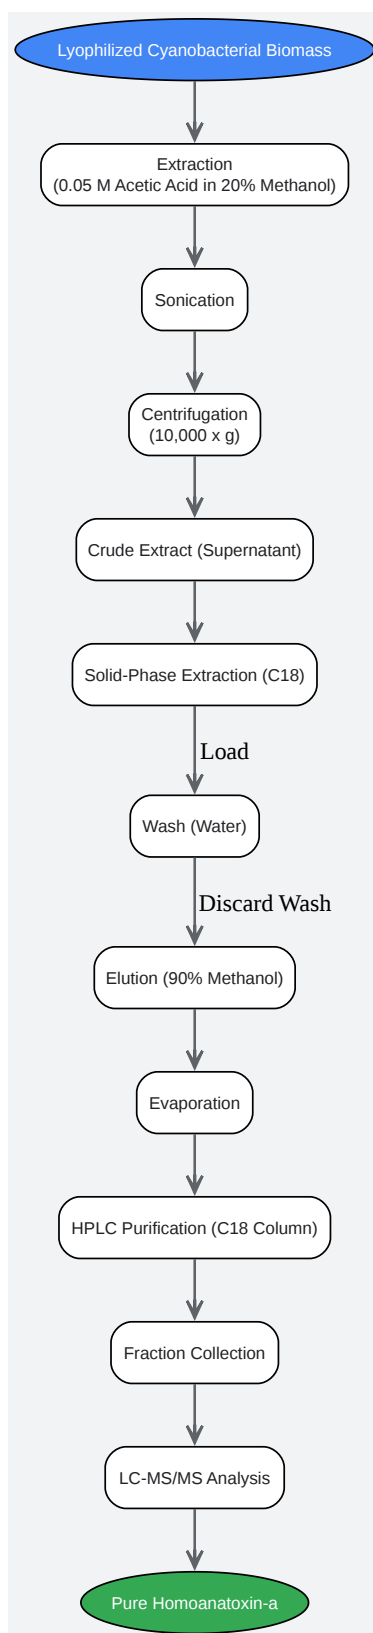 Lyophilized Cyanobacterial Biomass
Extraction
(0.05 M Acetic Acid in 20% Methanol)
Sonication
Centrifugation
(10,000 x g)
Crude Extract (Supernatant)
Solid-Phase Extraction (C18)
Load
Wash (Water)
Discard Wash
Elution (90% Methanol)
Evaporation
HPLC Purification (C18 Column)
Fraction Collection
LC-MS/MS Analysis
Pure Homoanatoxin-a